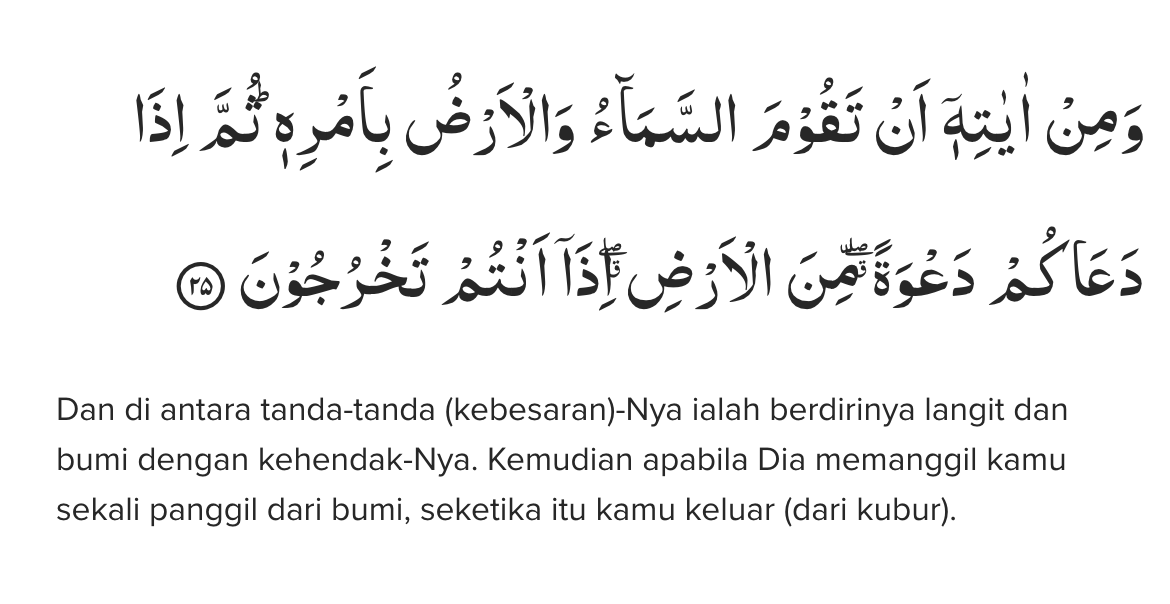 وَمِنْ اٰيٰتِهٖٓ اَنْ تَقُوْمَ السَّمَاۤءُ وَالْاَرْضُ بِاَمْرِهٖۗ ثُمَّ اِذَا
دَعَاكُمْ دَعْوَةًۖ مِّنَ الْاَرْضِۖ اِذَآ اَنْتُمْ تَخْرُجُوْنَ ٢٥
Dan di antara tanda-tanda (kebesaran)-Nya ialah berdirinya langit dan
bumi dengan kehendak-Nya. Kemudian apabila Dia memanggil kamu
sekali panggil dari bumi, seketika itu kamu keluar (dari kubur).